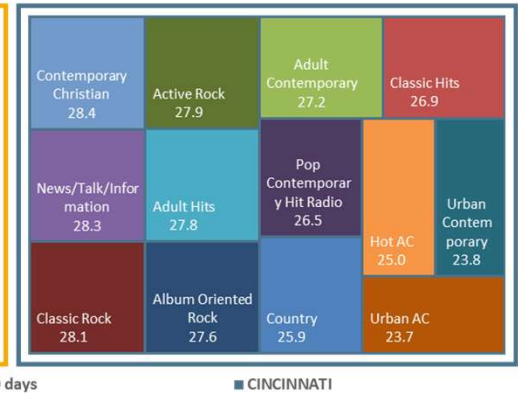 Contemporary
Christian
28.4
Active Rock
27.9
Adult
Contemporary
27.2
Classic Hits
26.9
News/Talk/Infor
mation
28.3
Adult Hits
27.8
Pop
Contemporar
y Hit Radio
26.5
Hot AC
25.0
Urban
Contem
porary
23.8
Classic Rock
28.1
Album Oriented
Rock
27.6
Country
25.9
Urban AC
23.7
days
CINCINNATI